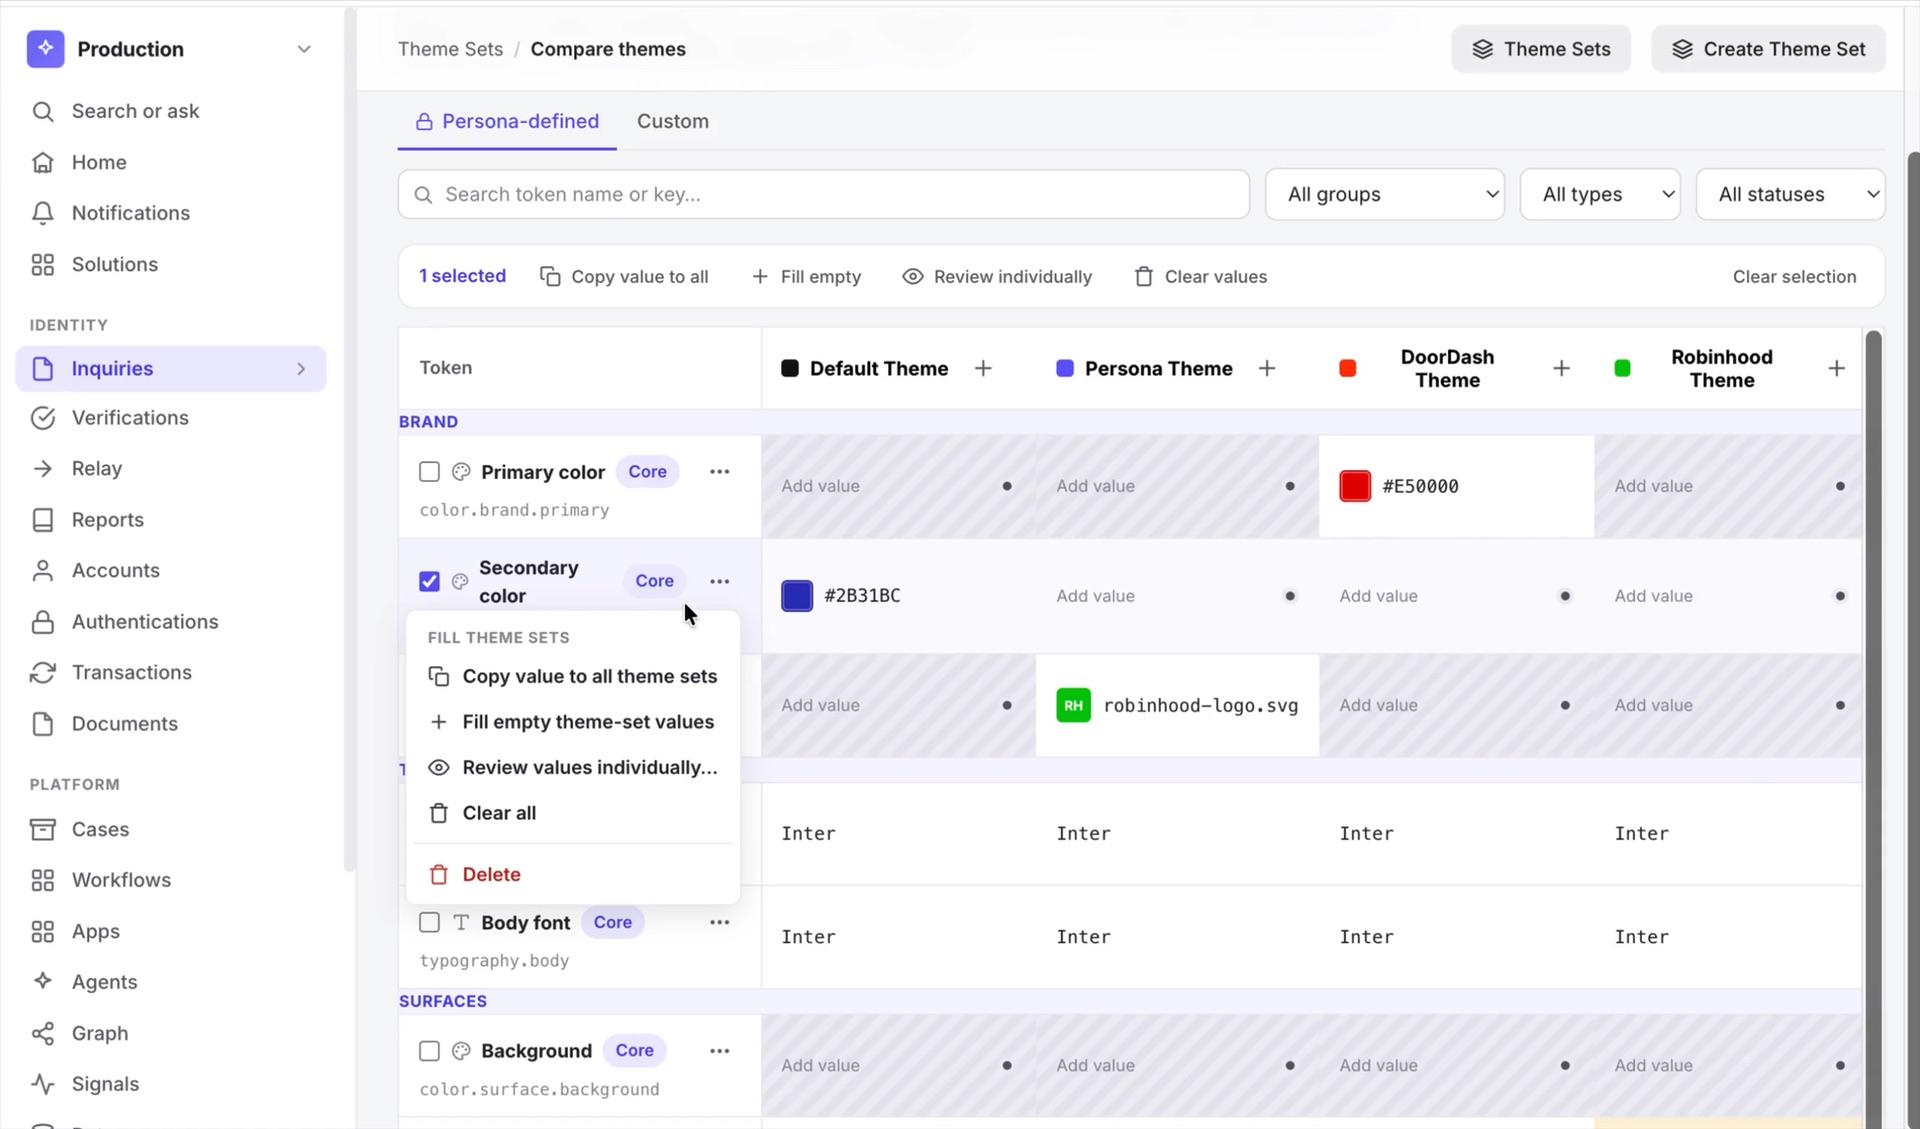 Production
Search or ask
Home
Notifications
Solutions
IDENTITY
Inquiries
Verifications
Relay
Reports
Accounts
Authentications
Transactions
Documents
PLATFORM
Cases
Workflows
Apps
Agents
Graph
Signals
Theme Sets / Compare themes
Theme Sets
Create Theme Set
Persona-defined
Custom
Search token name or key...
All groups
All types
All statuses
1 selected
Copy value to all
Fill empty
Review individually
Clear values
Clear selection
Token
Default Theme
Persona Theme
DoorDash
Theme
Robinhood
Theme
BRAND
Primary color Core
color.brand.primary
Add value
Add value
#E50000
Add value
Secondary
color
Core
#2B31BC
Add value
Add value
Add value
FILL THEME SETS
Copy value to all theme sets
Fill empty theme-set values
Review values individually...
Clear all
Delete
Add value
RH
robinhood-logo.svg
Add value
Add value
Inter
Inter
Inter
Inter
Body font Core
typography.body
Inter
Inter
Inter
Inter
SURFACES
Background Core
color.surface.background
Add value
Add value
Add value
Add value